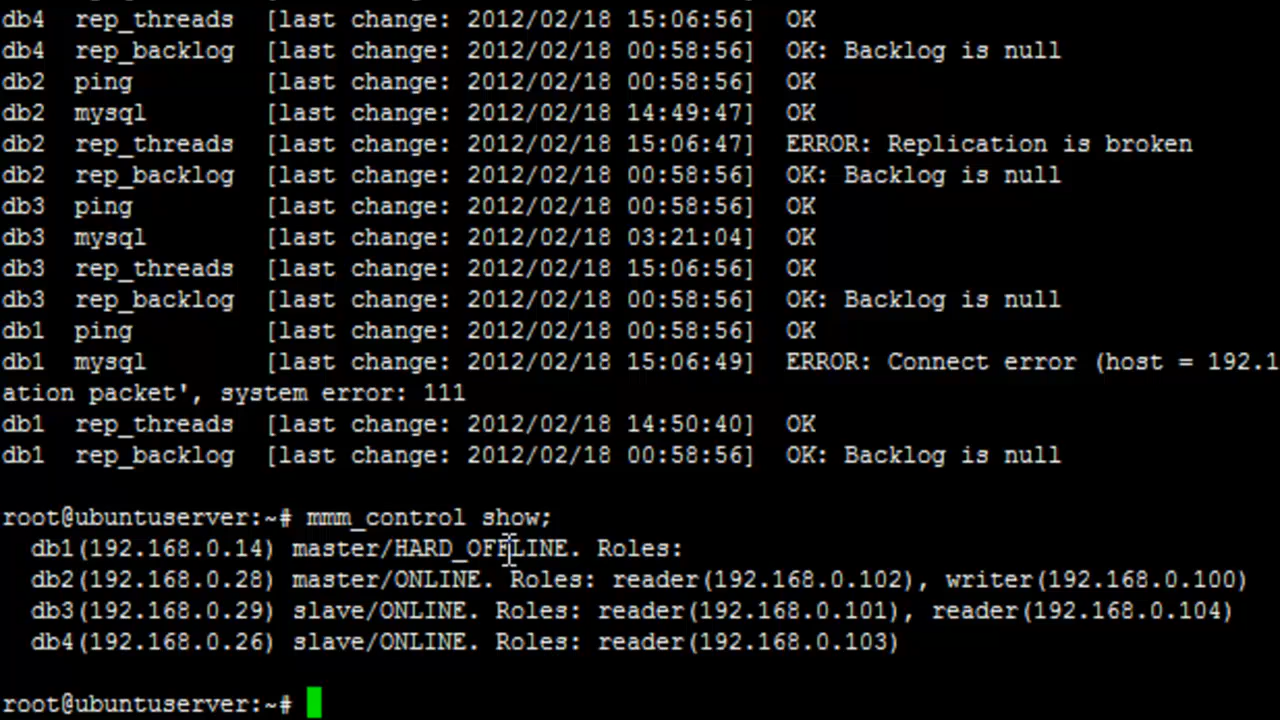 db4  rep_threads  [last change: 2012/02/18 15:06:56]  OK
db4  rep_backlog  [last change: 2012/02/18 00:58:56]  OK: Backlog is null
db2  ping         [last change: 2012/02/18 00:58:56]  OK
db2  mysql        [last change: 2012/02/18 14:49:47]  OK
db2  rep_threads  [last change: 2012/02/18 15:06:47]  ERROR: Replication is broken
db2  rep_backlog  [last change: 2012/02/18 00:58:56]  OK: Backlog is null
db3  ping         [last change: 2012/02/18 00:58:56]  OK
db3  mysql        [last change: 2012/02/18 03:21:04]  OK
db3  rep_threads  [last change: 2012/02/18 15:06:56]  OK
db3  rep_backlog  [last change: 2012/02/18 00:58:56]  OK: Backlog is null
db1  ping         [last change: 2012/02/18 00:58:56]  OK
db1  mysql        [last change: 2012/02/18 15:06:49]  ERROR: Connect error (host = 192.1
ation packet', system error: 111
db1  rep_threads  [last change: 2012/02/18 14:50:40]  OK
db1  rep_backlog  [last change: 2012/02/18 00:58:56]  OK: Backlog is null
root@ubuntuserver:~# mmm_control show;
  db1(192.168.0.14) master/HARD_OFFLINE. Roles:
  db2(192.168.0.28) master/ONLINE. Roles: reader(192.168.0.102), writer(192.168.0.100)
  db3(192.168.0.29) slave/ONLINE. Roles: reader(192.168.0.101), reader(192.168.0.104)
  db4(192.168.0.26) slave/ONLINE. Roles: reader(192.168.0.103)
root@ubuntuserver:~#